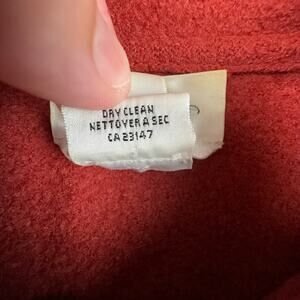 DRY CLEAN
NETTOYER A SEC
CA 23147